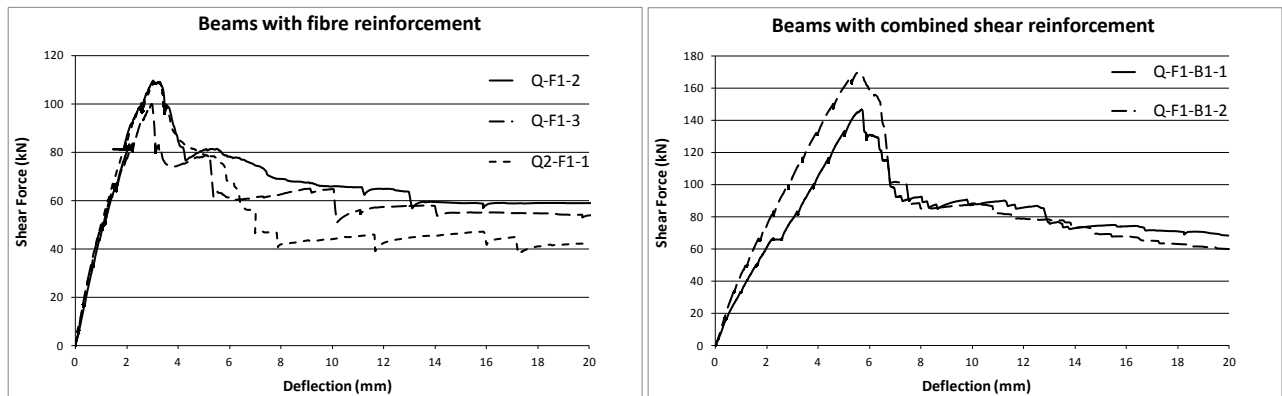 Beams with fibre reinforcement
120
100
80
60
40
20
0
Shear Force (kN)
Q-F1-2
Q-F1-3
Q2-F1-1
0 2 4 6 8 10 12 14 16 18 20
Deflection (mm)
Beams with combined shear reinforcement
180
160
140
120
100
80
60
40
20
0
Shear Force (kN)
Q-F1-B1-1
Q-F1-B1-2
0 2 4 6 8 10 12 14 16 18 20
Deflection (mm)